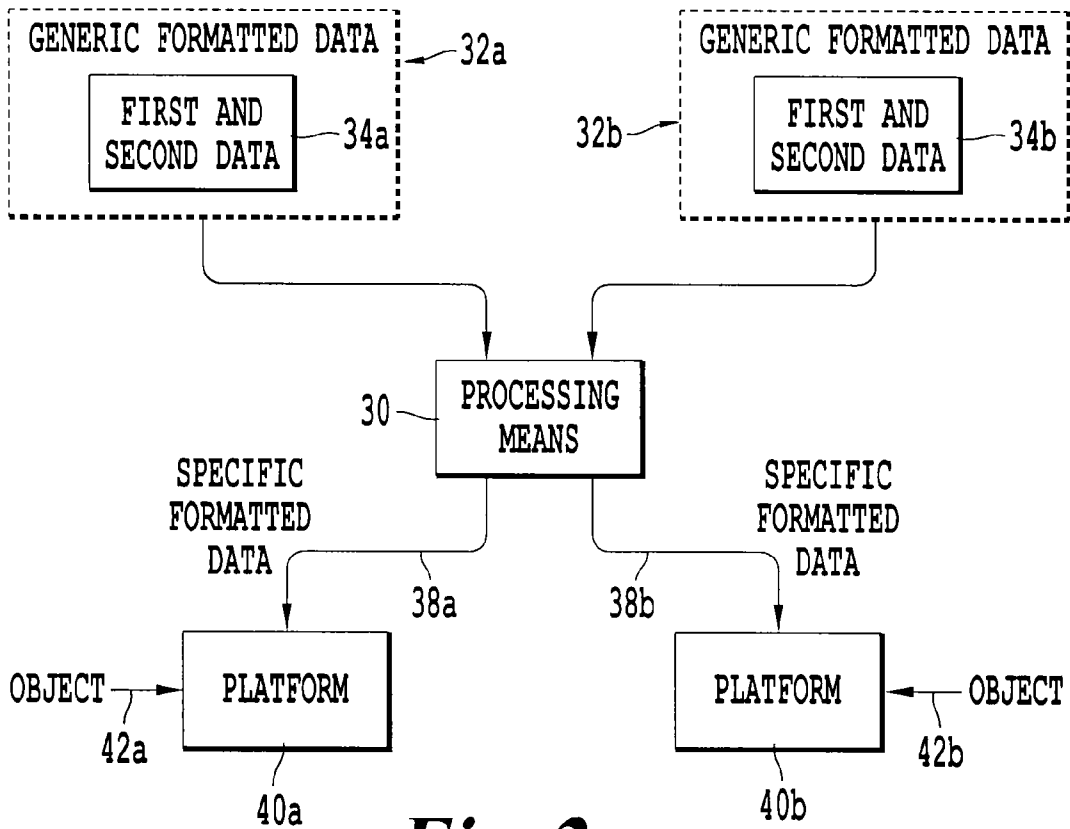 GENERIC FORMATTED DATA
32a
FIRST AND
SECOND DATA
34a
GENERIC FORMATTED DATA
32b
FIRST AND
SECOND DATA
34b
30
PROCESSING
MEANS
SPECIFIC
FORMATTED
DATA
38a
SPECIFIC
FORMATTED
DATA
38b
OBJECT
42a
PLATFORM
40a
PLATFORM
40b
OBJECT
42b